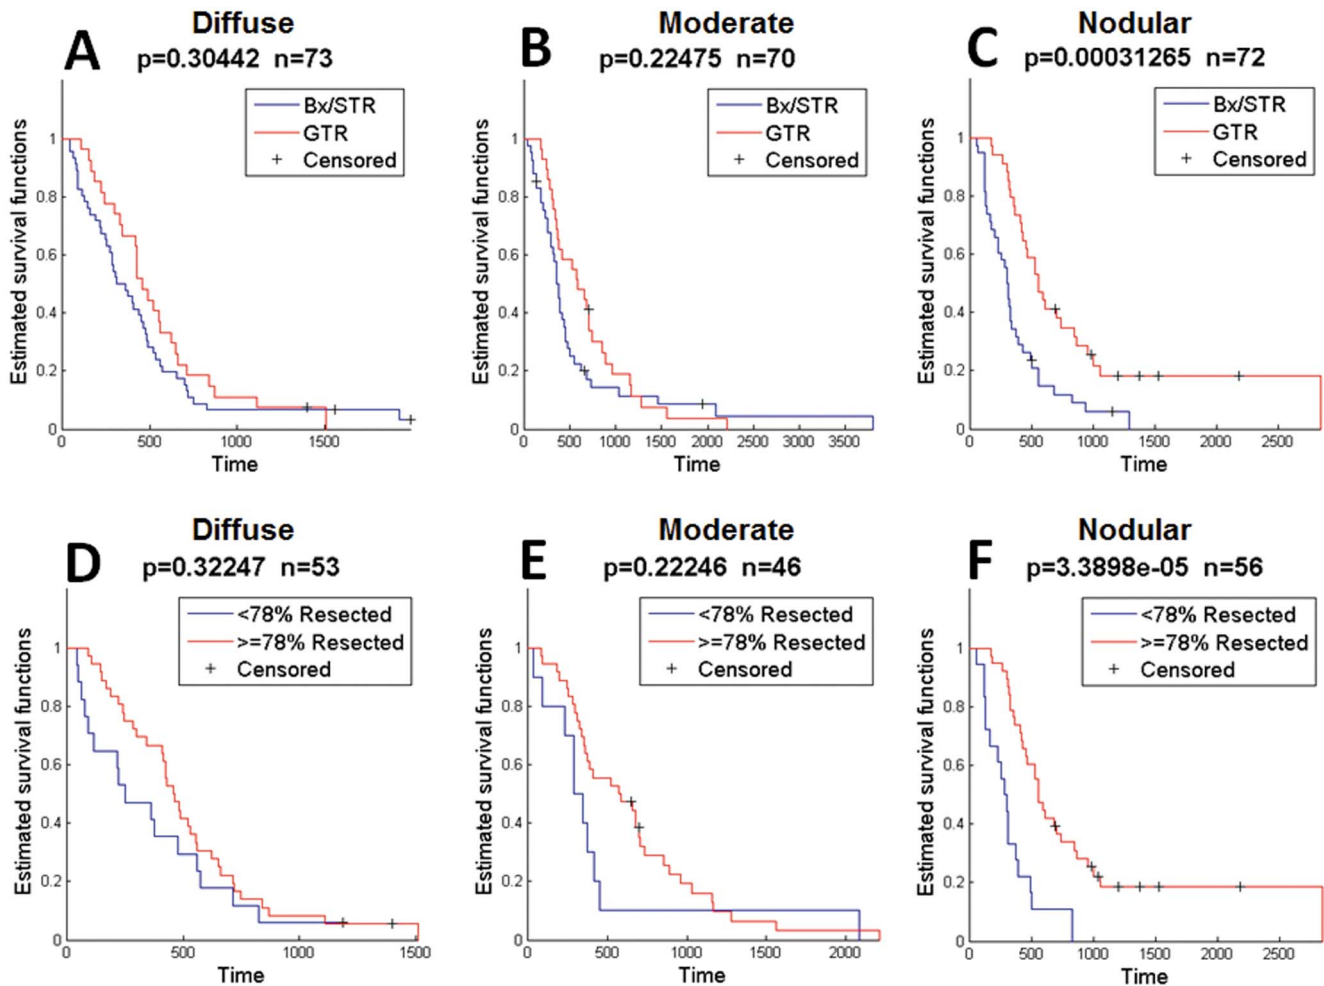 Diffuse
A
p=0.30442 n=73
Bx/STR
GTR
+ Censored
Estimated survival functions
1
0.8
0.6
0.4
0.2
0
0 500 1000 1500
Time
Moderate
B
p=0.22475 n=70
Bx/STR
GTR
+ Censored
Estimated survival functions
1
0.8
0.6
0.4
0.2
0
0 500 1000 1500 2000 2500 3000 3500
Time
Nodular
C
p=0.00031265 n=72
Bx/STR
GTR
+ Censored
Estimated survival functions
1
0.8
0.6
0.4
0.2
0
0 500 1000 1500 2000 2500
Time
Diffuse
D
p=0.32247 n=53
<78% Resected
>=78% Resected
+ Censored
Estimated survival functions
1
0.8
0.6
0.4
0.2
0
0 500 1000 1500
Time
Moderate
E
p=0.22246 n=46
<78% Resected
>=78% Resected
+ Censored
Estimated survival functions
1
0.8
0.6
0.4
0.2
0
0 500 1000 1500 2000
Time
Nodular
F
p=3.3898e-05 n=56
<78% Resected
>=78% Resected
+ Censored
Estimated survival functions
1
0.8
0.6
0.4
0.2
0
0 500 1000 1500 2000 2500
Time